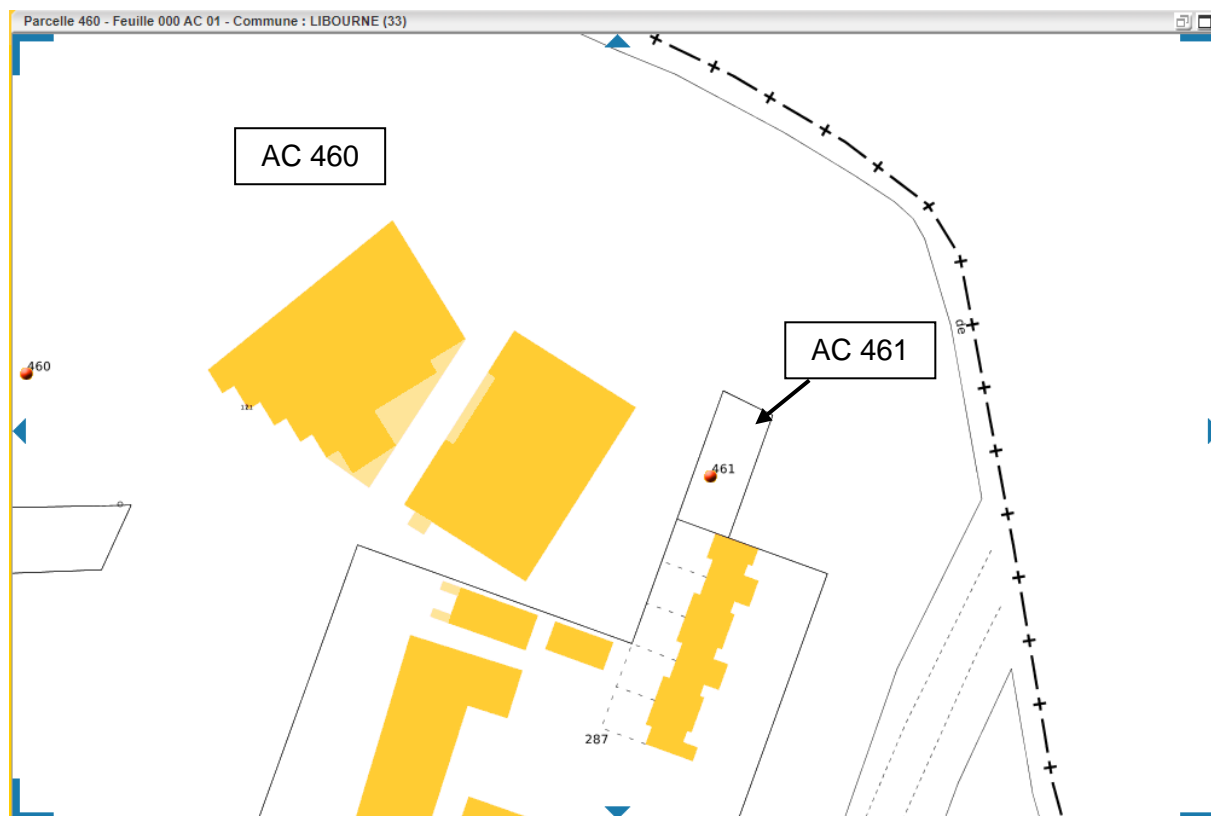 Parcelle 460 - Feuille 000 AC 01 - Commune : LIBOURNE (33)
AC 460
de
AC 461
460
461
287